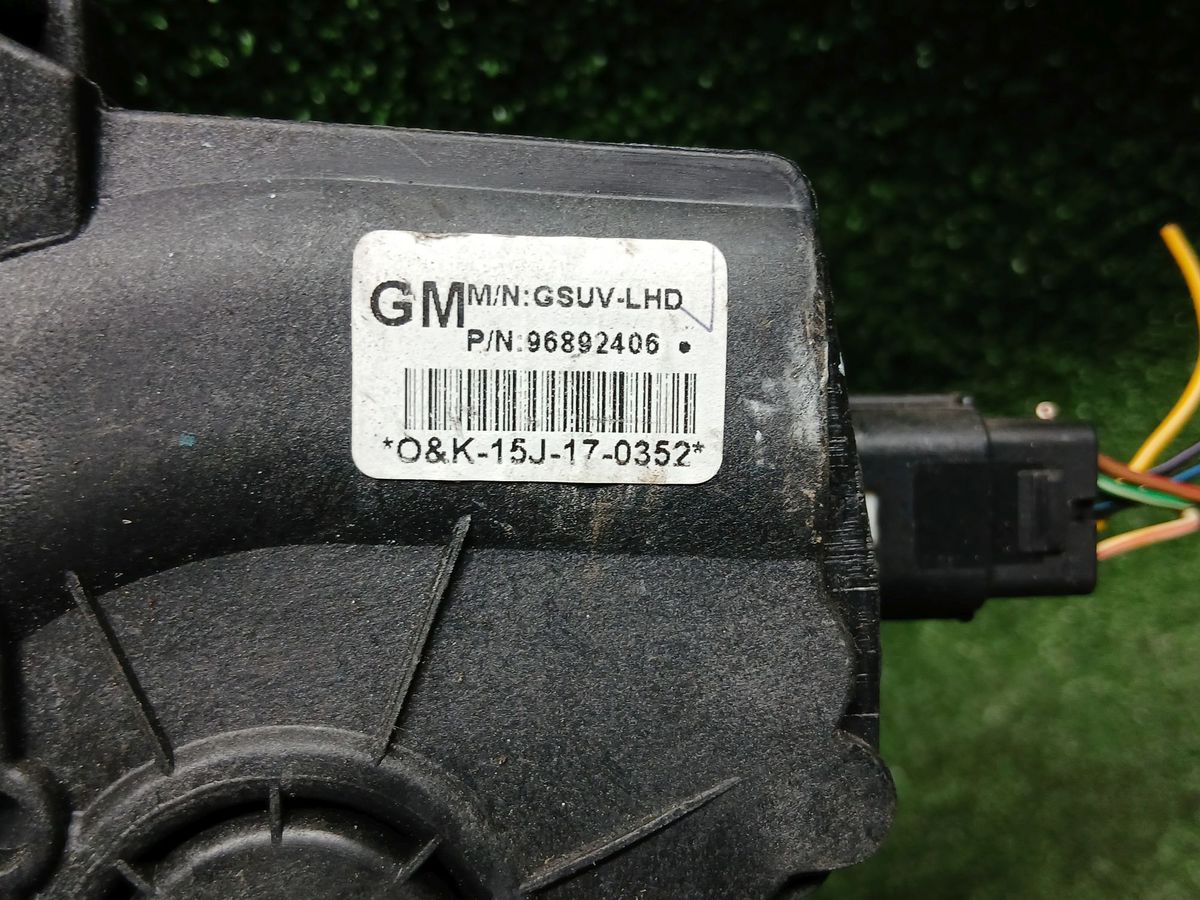 GM M/N:GSUV-LHD
P/N:96892406 •
*O&K-15J-17-0352*